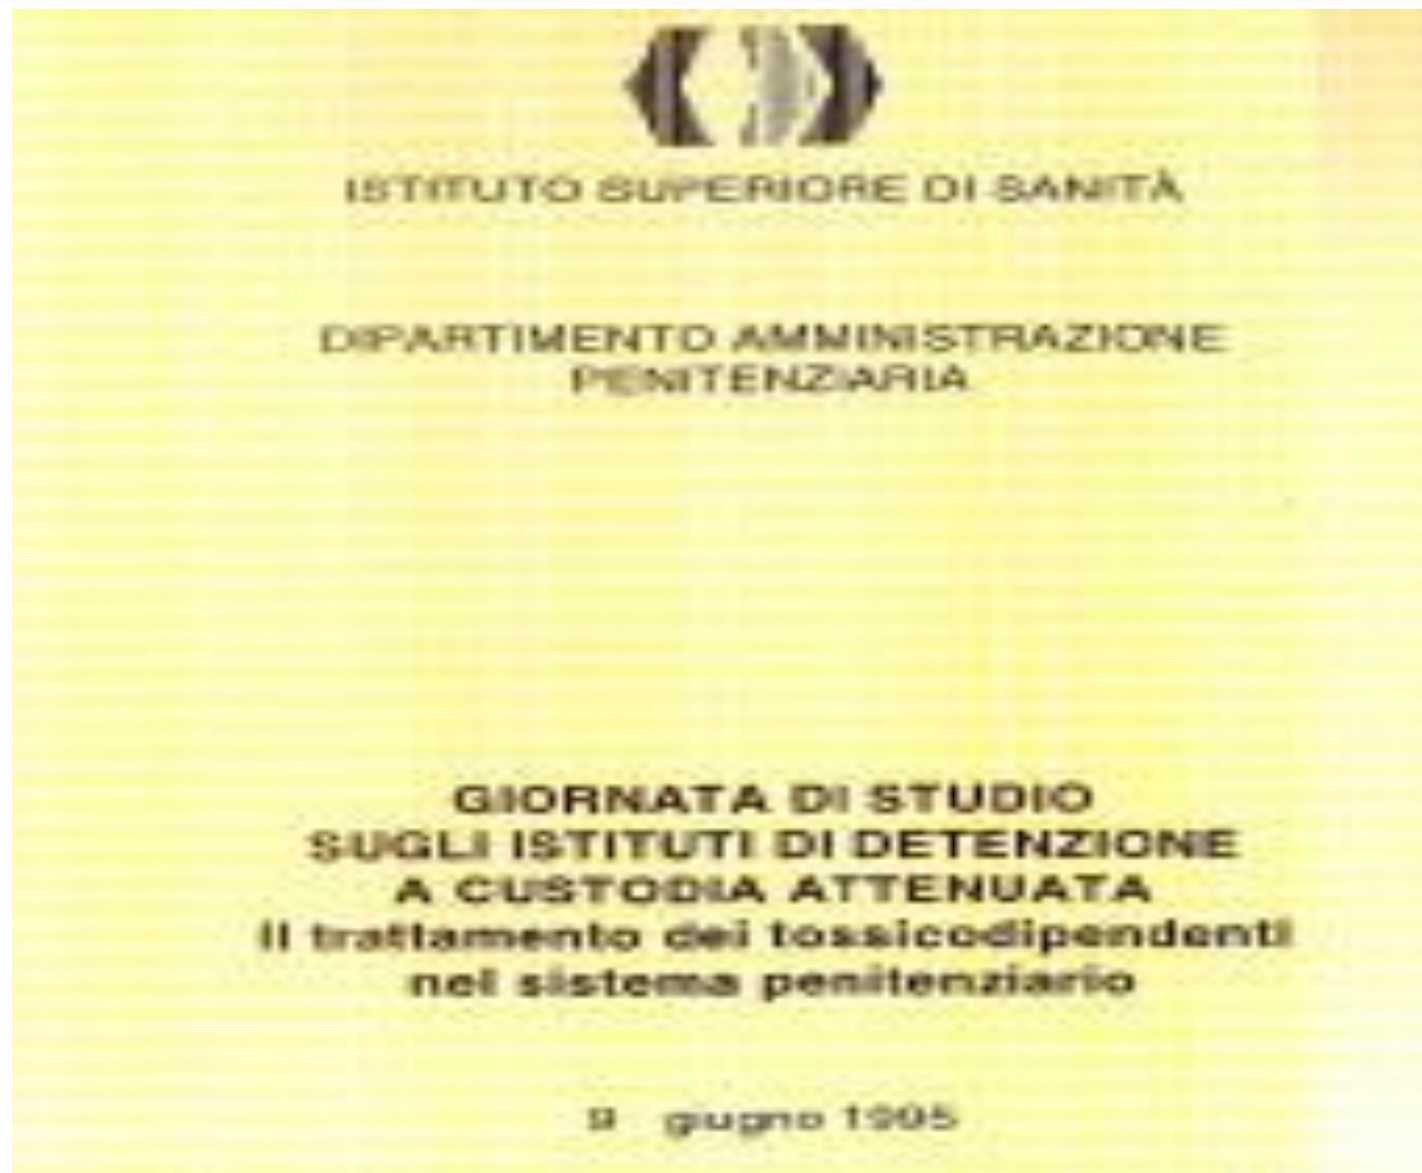 ISTITUTO SUPERIORE DI SANITÀ
DIPARTIMENTO AMMINISTRAZIONE
PENITENZIARIA
GIORNATA DI STUDIO
SUGLI ISTITUTI DI DETENZIONE
A CUSTODIA ATTENUATA
Il trattamento dei tossicodipendenti
nel sistema penitenziario
9 giugno 1995